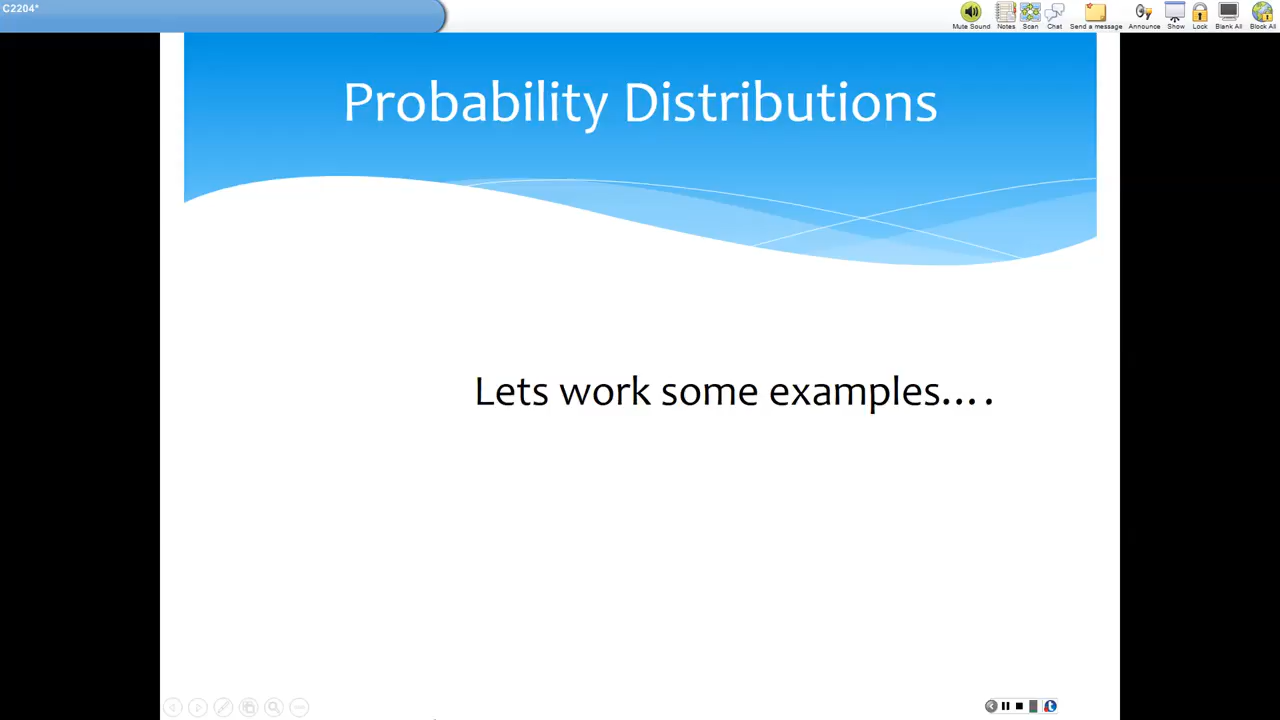 C2204*
Mute Sound Notes Scan Chat Send a message Announce Show Lock Blank All Block All
Probability Distributions
Lets work some examples....